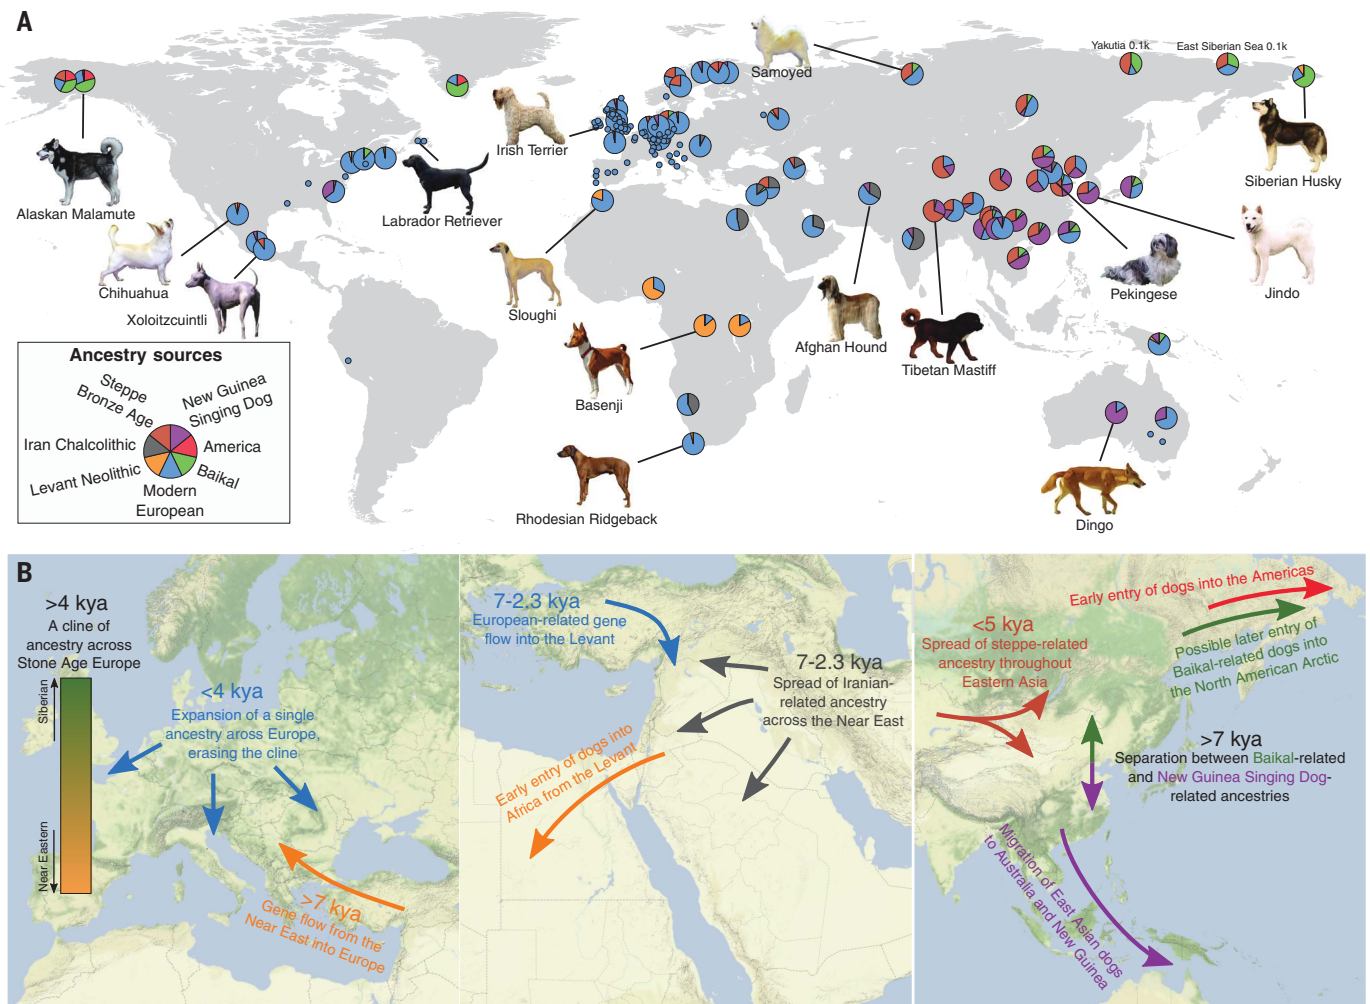 A
Samoyed
Yakutia 0.1k
East Siberian Sea 0.1k
Irish Terrier
Siberian Husky
Alaskan Malamute
Labrador Retriever
Chihuahua
Xoloitzcuintli
Sloughi
Pekingese
Jindo
Afghan Hound
Tibetan Mastiff
Basenji
Rhodesian Ridgeback
Dingo
Ancestry sources
Steppe
Bronze Age
New Guinea
Singing Dog
Iran Chalcolithic
America
Levant Neolithic
Baikal
Modern
European
B
>4 kya
A cline of
ancestry across
Stone Age Europe
Siberian
Near Eastern
<4 kya
Expansion of a single
ancestry aross Europe,
erasing the cline
>7 kya
Gene flow from the
Near East into Europe
7-2.3 kya
European-related gene
flow into the Levant
7-2.3 kya
Spread of Iranian-
related ancestry
across the Near East
Early entry of dogs into
Africa from the Levant
Early entry of dogs into the Americas
<5 kya
Spread of steppe-related
ancestry throughout
Eastern Asia
Possible later entry of
Baikal-related dogs into
the North American Arctic
>7 kya
Separation between Baikal-related
and New Guinea Singing Dog-
related ancestries
Migration of East Asian dogs
to Australia and New Guinea